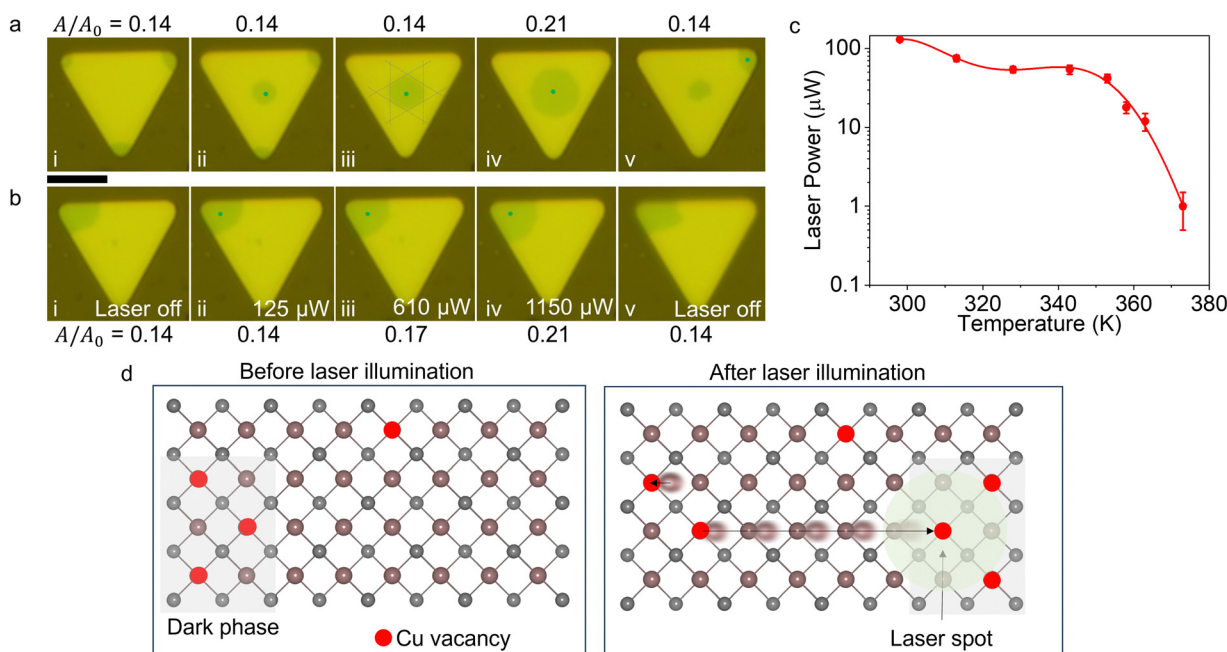 a
A/A₀ = 0.14 0.14 0.14 0.21 0.14
i ii iii iv v
b
i Laser off ii 125 µW iii 610 µW iv 1150 µW v Laser off
A/A₀ = 0.14 0.14 0.17 0.21 0.14
c
Laser Power (µW)
100
10
1
0.1
300 320 340 360 380
Temperature (K)
d
Before laser illumination
Dark phase
Cu vacancy
After laser illumination
Laser spot